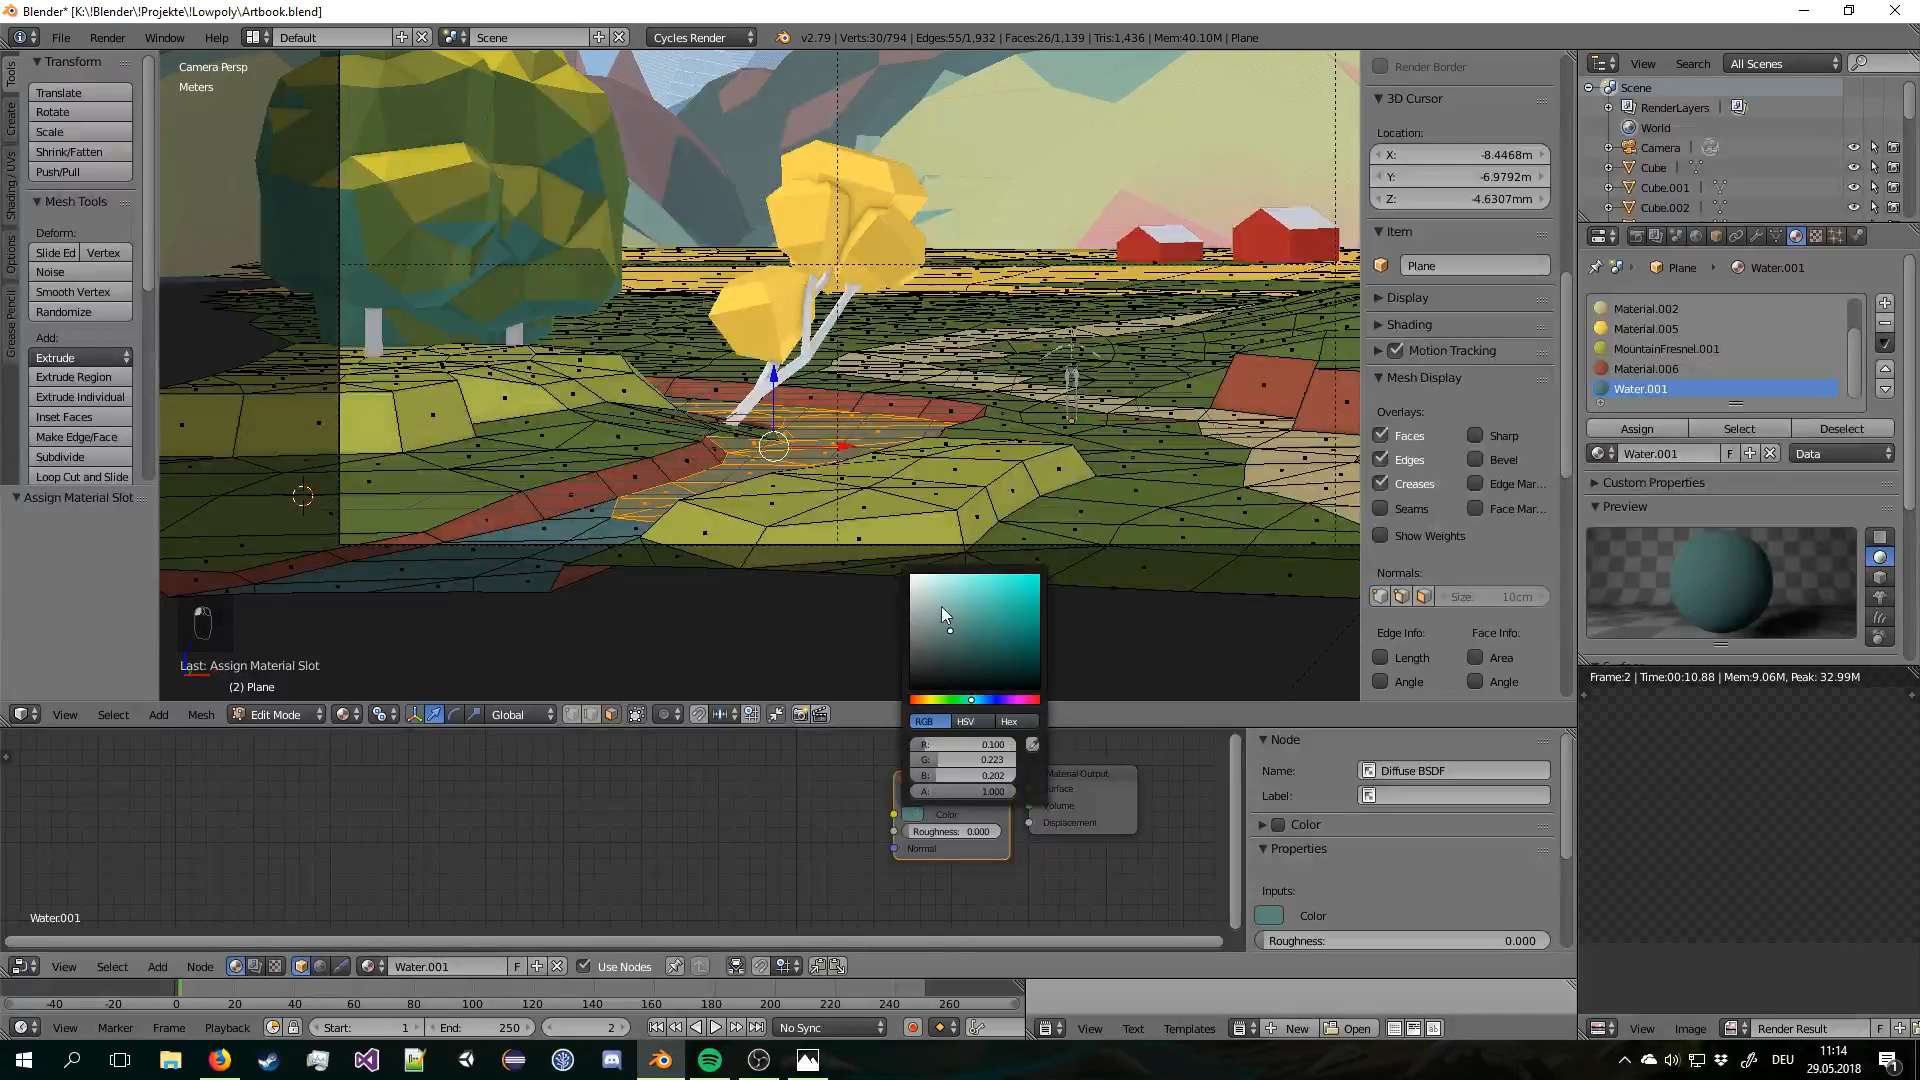 Blender* [K:\!Blender\!Projekte\!Lowpoly\Artbook.blend]
File Render Window Help Default Scene Cycles Render v2.79 | Verts:30/794 | Edges:55/1,932 | Faces:26/1,139 | Tris:1,436 | Mem:40.10M | Plane
Tools
Create
Shading / UVs
Options
Grease Pencil
Transform
Translate
Rotate
Scale
Shrink/Fatten
Push/Pull
Mesh Tools
Deform:
Slide Ed Vertex
Noise
Smooth Vertex
Randomize
Add:
Extrude
Extrude Region
Extrude Individual
Inset Faces
Make Edge/Face
Subdivide
Loop Cut and Slide
Assign Material Slot
Camera Persp
Meters
Last: Assign Material Slot
(2) Plane
Render Border
3D Cursor
Location:
X: -8.4468m
Y: -6.9792m
Z: -4.6307mm
Item
Plane
Display
Shading
Motion Tracking
Mesh Display
Overlays:
Faces Sharp
Edges Bevel
Creases Edge Mar...
Seams Face Mar...
Show Weights
Normals:
Size: 10cm
Edge Info: Face Info:
Length Area
Angle Angle
View Search All Scenes
Scene
RenderLayers
World
Camera
Cube
Cube.001
Cube.002
Plane Water.001
Material.002
Material.005
MountainFresnel.001
Material.006
Water.001
Assign Select Deselect
Water.001 F Data
Custom Properties
Preview
Frame:2 | Time:00:10.88 | Mem:9.06M, Peak: 32.99M
View Select Add Mesh Edit Mode Global
RGB HSV Hex
R: 0.100
G: 0.223
B: 0.202
A: 1.000
Color
Roughness: 0.000
Normal
Material Output
Volume
Displacement
Water.001
Node
Name: Diffuse BSDF
Label:
Color
Properties
Inputs:
Color
Roughness: 0.000
View Select Add Node Water.001 F Use Nodes
-40 -20 0 20 40 60 80 100 120 140 160 180 200 220 240 260
View Marker Frame Playback Start: 1 End: 250 2 No Sync
View Text Templates New Open
View Image Render Result F
DEU
11:14
29.05.2018